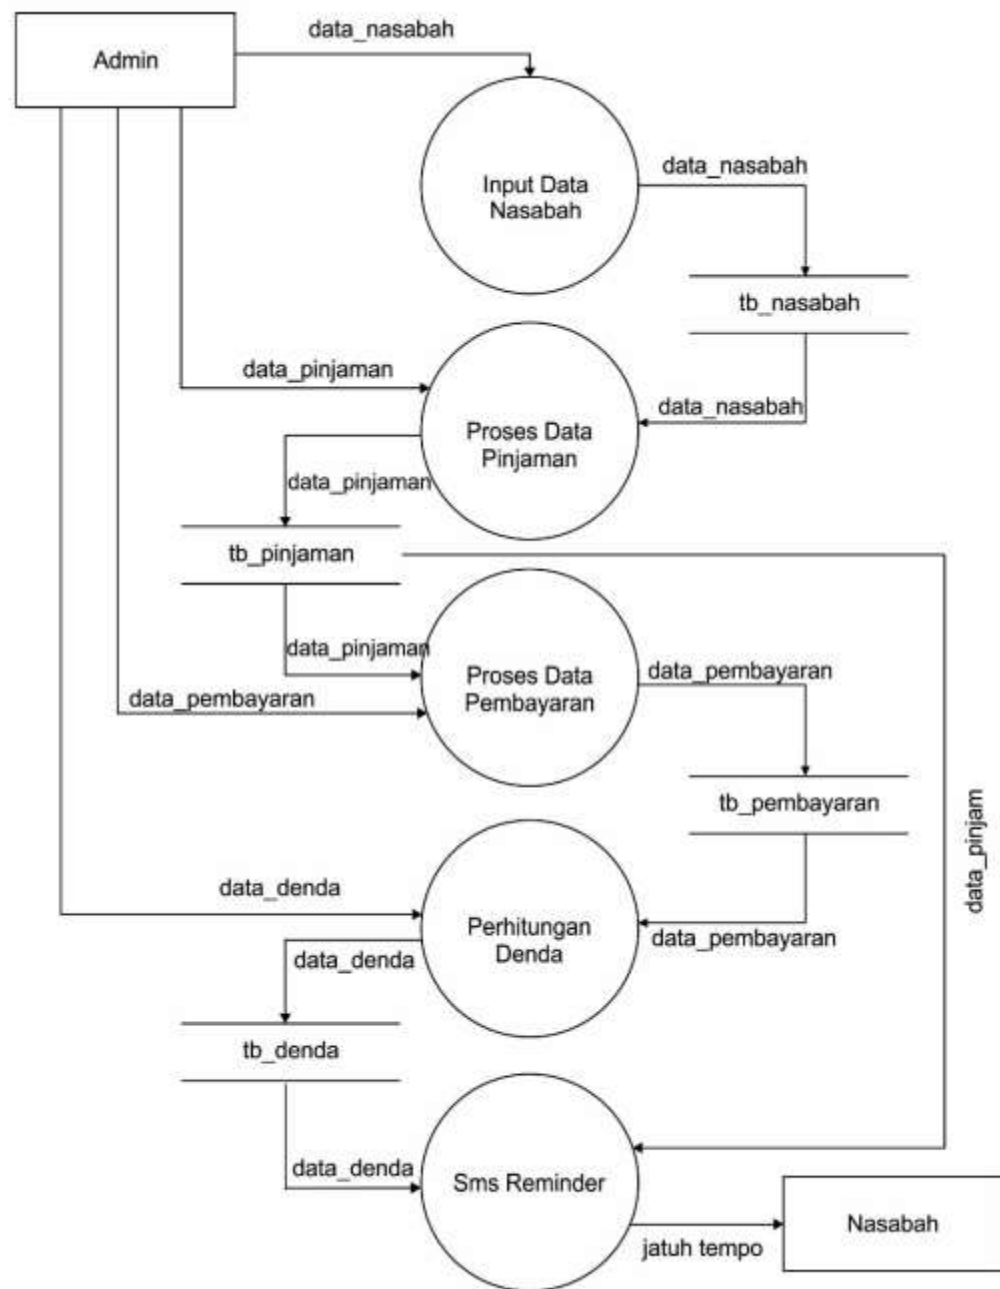 data_nasabah
Admin
data_nasabah
Input Data
Nasabah
tb_nasabah
data_pinjaman
data_nasabah
Proses Data
Pinjaman
data_pinjaman
tb_pinjaman
data_pinjaman
Proses Data
Pembayaran
data_pembayaran
data_pembayaran
tb_pembayaran
data_pinjam
data_denda
Perhitungan
Denda
data_pembayaran
data_denda
tb_denda
data_denda
Sms Reminder
Nasabah
jatuh tempo